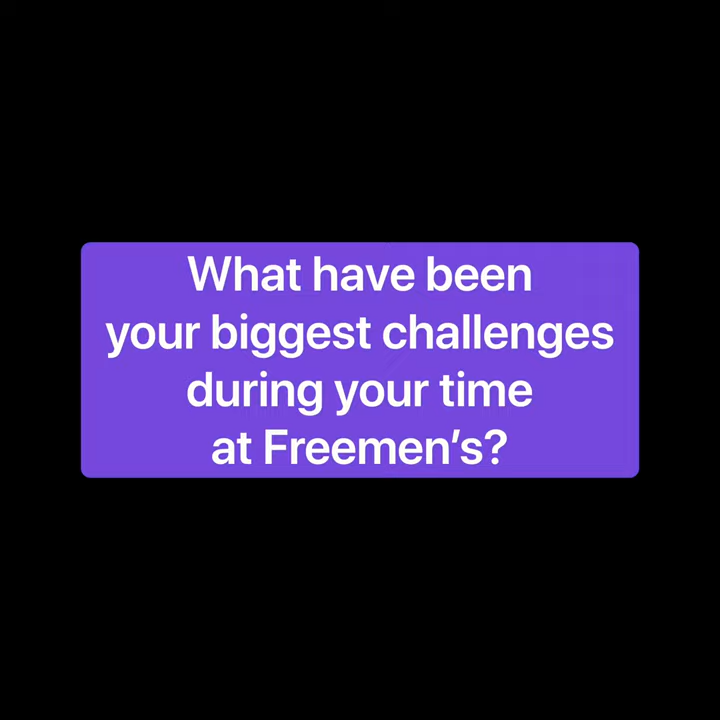 What have been
your biggest challenges
during your time
at Freemen’s?